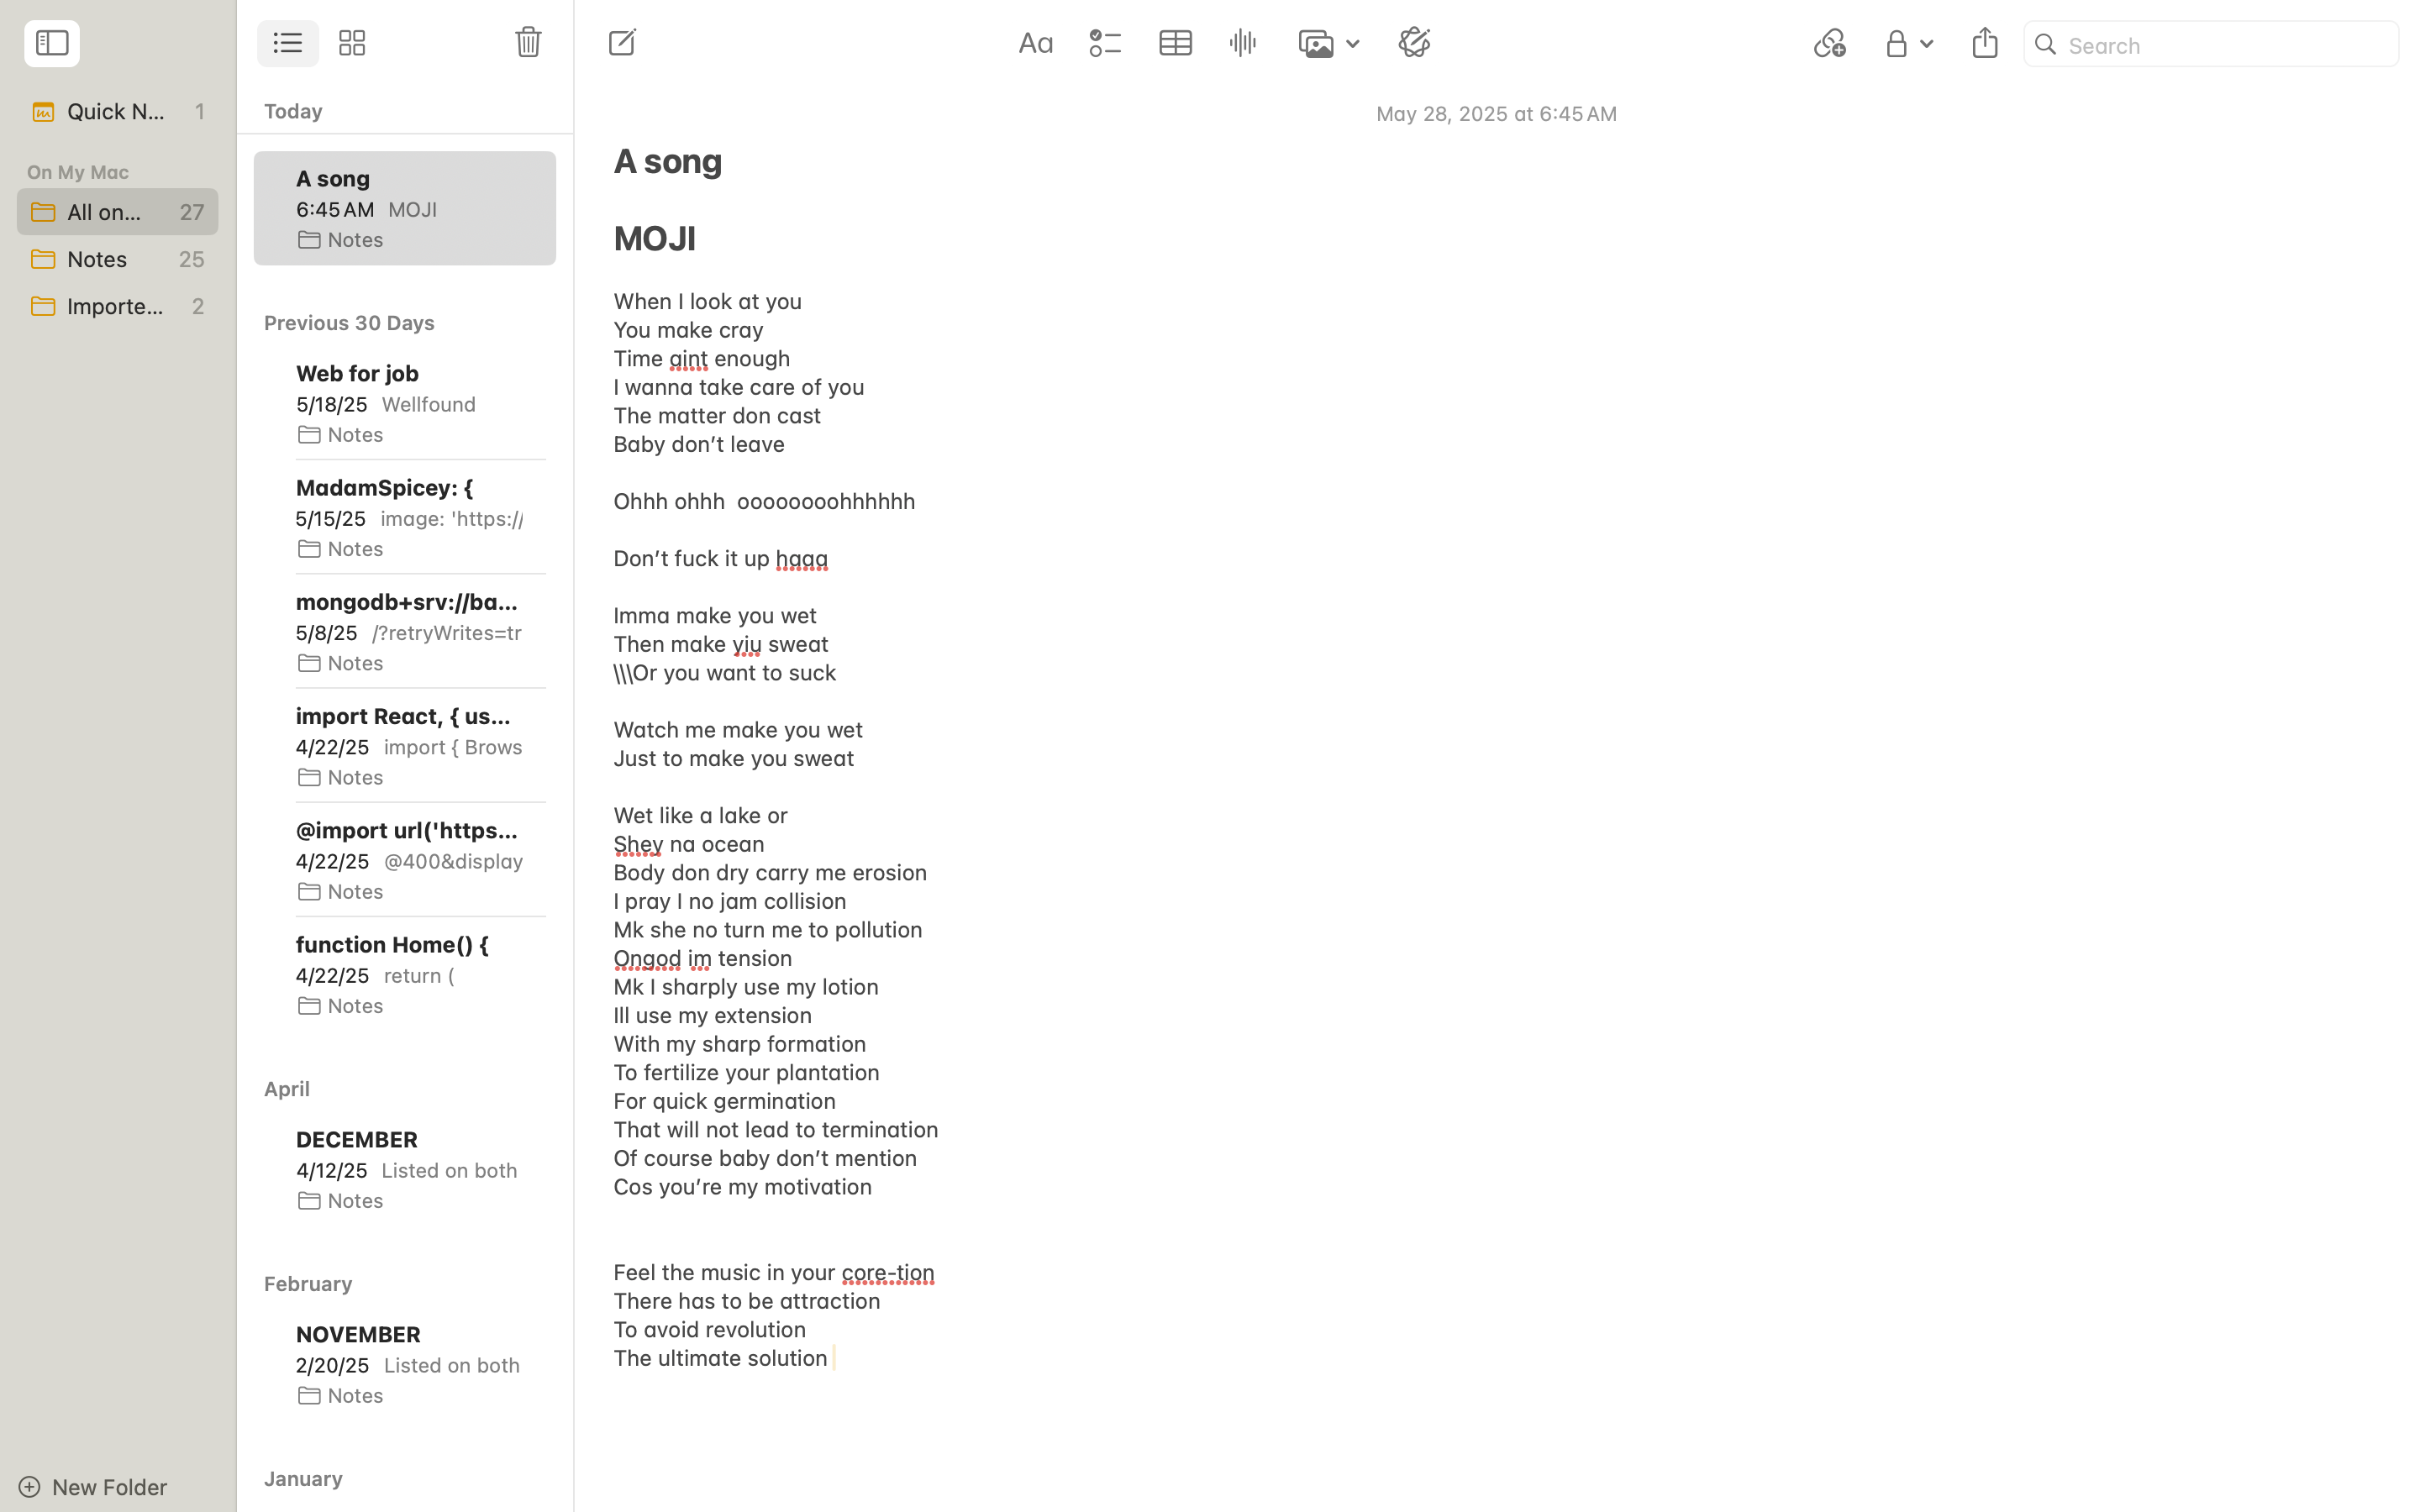 Quick N... 1
On My Mac
All on... 27
Notes 25
Importe... 2
New Folder
Today
A song
6:45 AM MOJI
Notes
Previous 30 Days
Web for job
5/18/25 Wellfound
Notes
MadamSpicey: {
5/15/25 image: 'https://
Notes
mongodb+srv://ba...
5/8/25 /?retryWrites=tr
Notes
import React, { us...
4/22/25 import { Brows
Notes
@import url('https...
4/22/25 @400&display
Notes
function Home() {
4/22/25 return (
Notes
April
DECEMBER
4/12/25 Listed on both
Notes
February
NOVEMBER
2/20/25 Listed on both
Notes
January
Aa
Search
May 28, 2025 at 6:45 AM
A song
MOJI
When I look at you
You make cray
Time aint enough
I wanna take care of you
The matter don cast
Baby don’t leave
Ohhh ohhh  oooooooohhhhhh
Don’t fuck it up haaa
Imma make you wet
Then make yiu sweat
\\\Or you want to suck
Watch me make you wet
Just to make you sweat
Wet like a lake or
Shey na ocean
Body don dry carry me erosion
I pray I no jam collision
Mk she no turn me to pollution
Ongod im tension
Mk I sharply use my lotion
Ill use my extension
With my sharp formation
To fertilize your plantation
For quick germination
That will not lead to termination
Of course baby don’t mention
Cos you’re my motivation
Feel the music in your core-tion
There has to be attraction
To avoid revolution
The ultimate solution